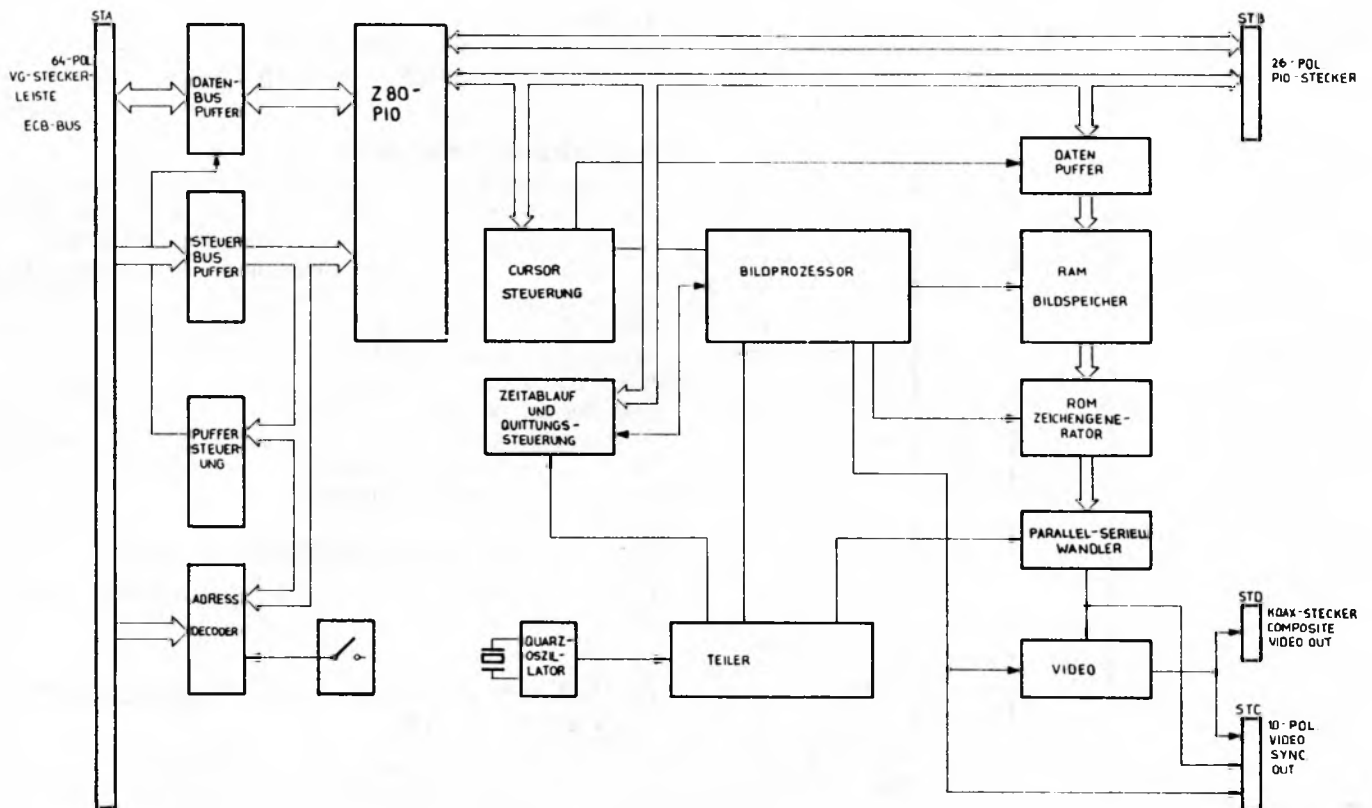 STA
64-POL
VG-STECKER-
LEISTE
ECB-BUS
DATEN-
BUS
PUFFER
Z 80-
PIO
STB
26-POL
PIO-STECKER
DATEN
PUFFER
STEUER
BUS
PUFFER
CURSOR
STEUERUNG
BILDPROZESSOR
RAM
BILDSPEICHER
PUFFER
STEUER
UNG
ZEITABLAUF
UND
QUITTUNGS-
STEUERUNG
ROM
ZEICHENGENE-
RATOR
PARALLEL-SERIELL
WANDLER
ADRESS
DECODER
QUARZ-
OSZIL-
LATOR
TEILER
VIDEO
STD
KOAX-STECKER
COMPOSITE
VIDEO OUT
STC
10-POL
VIDEO
SYNC
OUT